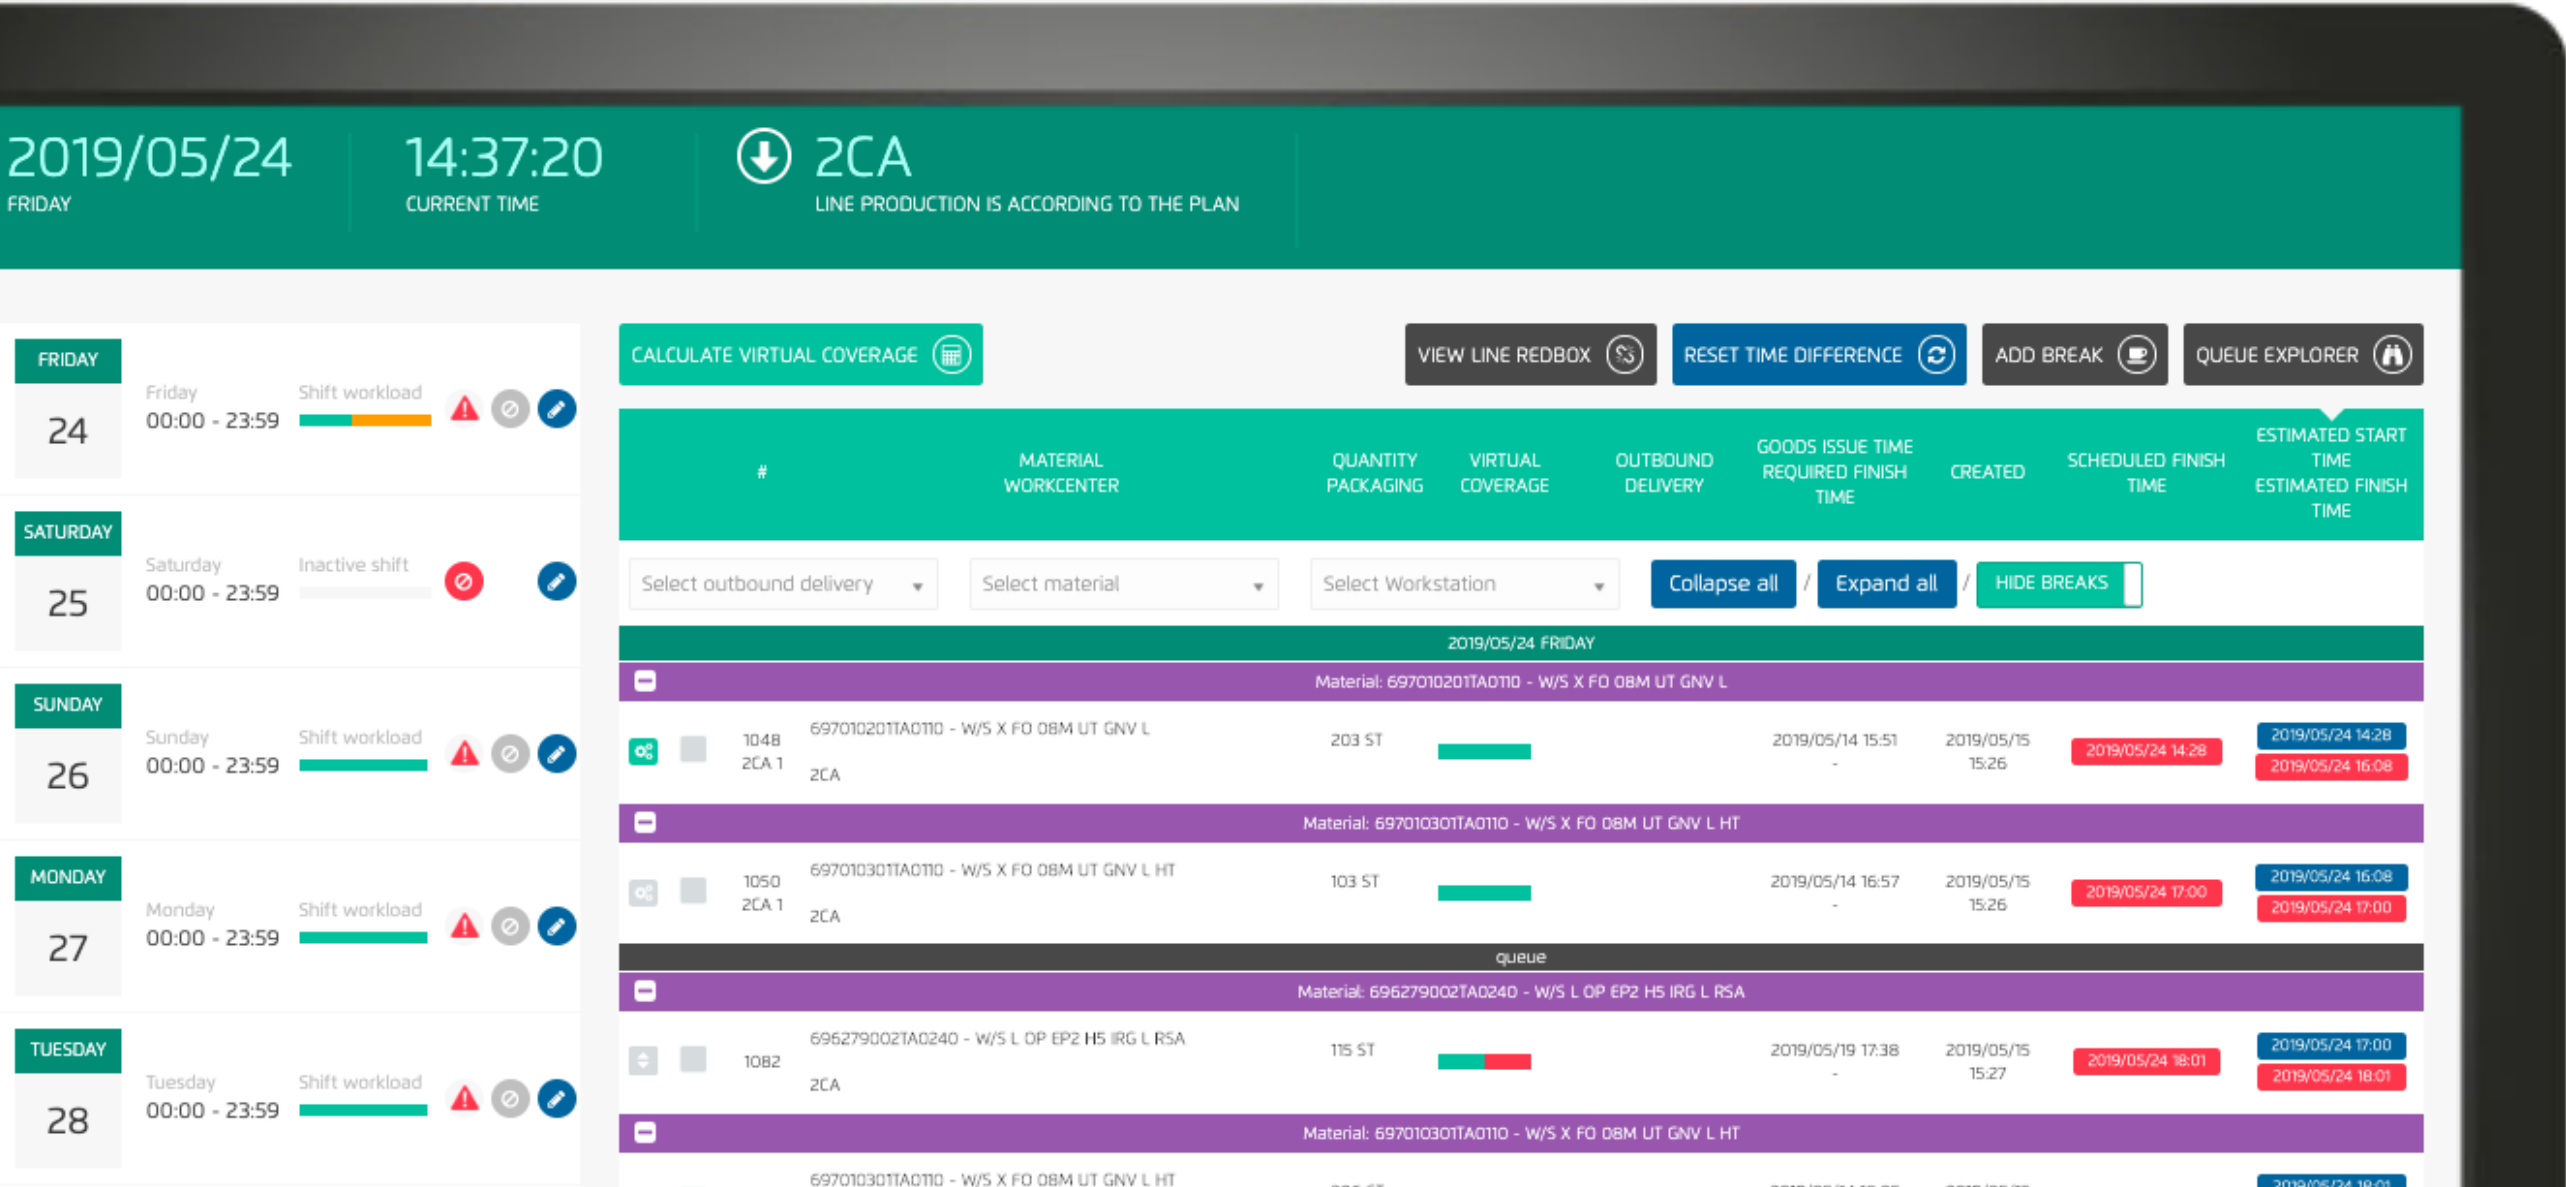 2019/05/24
FRIDAY
14:37:20
CURRENT TIME
2CA
LINE PRODUCTION IS ACCORDING TO THE PLAN
FRIDAY
24
Friday
00:00 - 23:59
Shift workload
SATURDAY
25
Saturday
00:00 - 23:59
Inactive shift
SUNDAY
26
Sunday
00:00 - 23:59
Shift workload
MONDAY
27
Monday
00:00 - 23:59
Shift workload
TUESDAY
28
Tuesday
00:00 - 23:59
Shift workload
CALCULATE VIRTUAL COVERAGE
VIEW LINE REDBOX
RESET TIME DIFFERENCE
ADD BREAK
QUEUE EXPLORER
#
MATERIAL
WORKCENTER
QUANTITY
PACKAGING
VIRTUAL
COVERAGE
OUTBOUND
DELIVERY
GOODS ISSUE TIME
REQUIRED FINISH
TIME
CREATED
SCHEDULED FINISH
TIME
ESTIMATED START
TIME
ESTIMATED FINISH
TIME
Select outbound delivery
Select material
Select Workstation
Collapse all / Expand all / HIDE BREAKS
2019/05/24 FRIDAY
Material: 697010201TA0110 - W/S X FO 08M UT GNV L
1048
2CA 1
697010201TA0110 - W/S X FO 08M UT GNV L
2CA
203 ST
2019/05/14 15:51
-
2019/05/15
15:26
2019/05/24 14:28
2019/05/24 14:28
2019/05/24 16:08
Material: 697010301TA0110 - W/S X FO 08M UT GNV L HT
1050
2CA 1
697010301TA0110 - W/S X FO 08M UT GNV L HT
2CA
103 ST
2019/05/14 16:57
-
2019/05/15
15:26
2019/05/24 17:00
2019/05/24 16:08
2019/05/24 17:00
queue
Material: 696279002TA0240 - W/S L OP EP2 H5 IRG L RSA
1082
696279002TA0240 - W/S L OP EP2 H5 IRG L RSA
2CA
115 ST
2019/05/19 17:38
-
2019/05/15
15:27
2019/05/24 18:01
2019/05/24 17:00
2019/05/24 18:01
Material: 697010301TA0110 - W/S X FO 08M UT GNV L HT
697010301TA0110 - W/S X FO 08M UT GNV L HT
2019/05/24 18:01